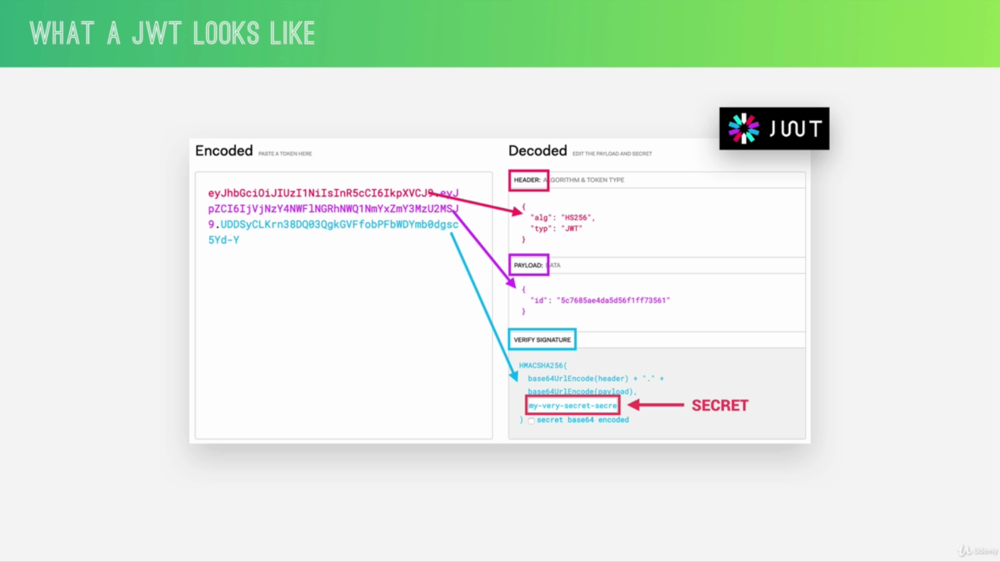 WHAT A JWT LOOKS LIKE
JWT
Encoded PASTE A TOKEN HERE
eyJhbGciOiJIUzI1NiIsInR5cCI6IkpXVCJ9.eyJ
pZCI6IjVjNzY4NWFlNGRhNWQ1NmYxZmY3MzU2MSJ
9.UDDSyCLKrn38DQ03QgkGVFfobPFbWDYmb0dgsc
5Yd-Y
Decoded EDIT THE PAYLOAD AND SECRET
HEADER: ALGORITHM & TOKEN TYPE
{
"alg": "HS256",
"typ": "JWT"
}
PAYLOAD: DATA
{
"id": "5c7685ae4da5d56f1ff73561"
}
VERIFY SIGNATURE
HMACSHA256(
base64UrlEncode(header) + "." +
base64UrlEncode(payload),
my-very-secret-secre
SECRET
) secret base64 encoded
Udemy